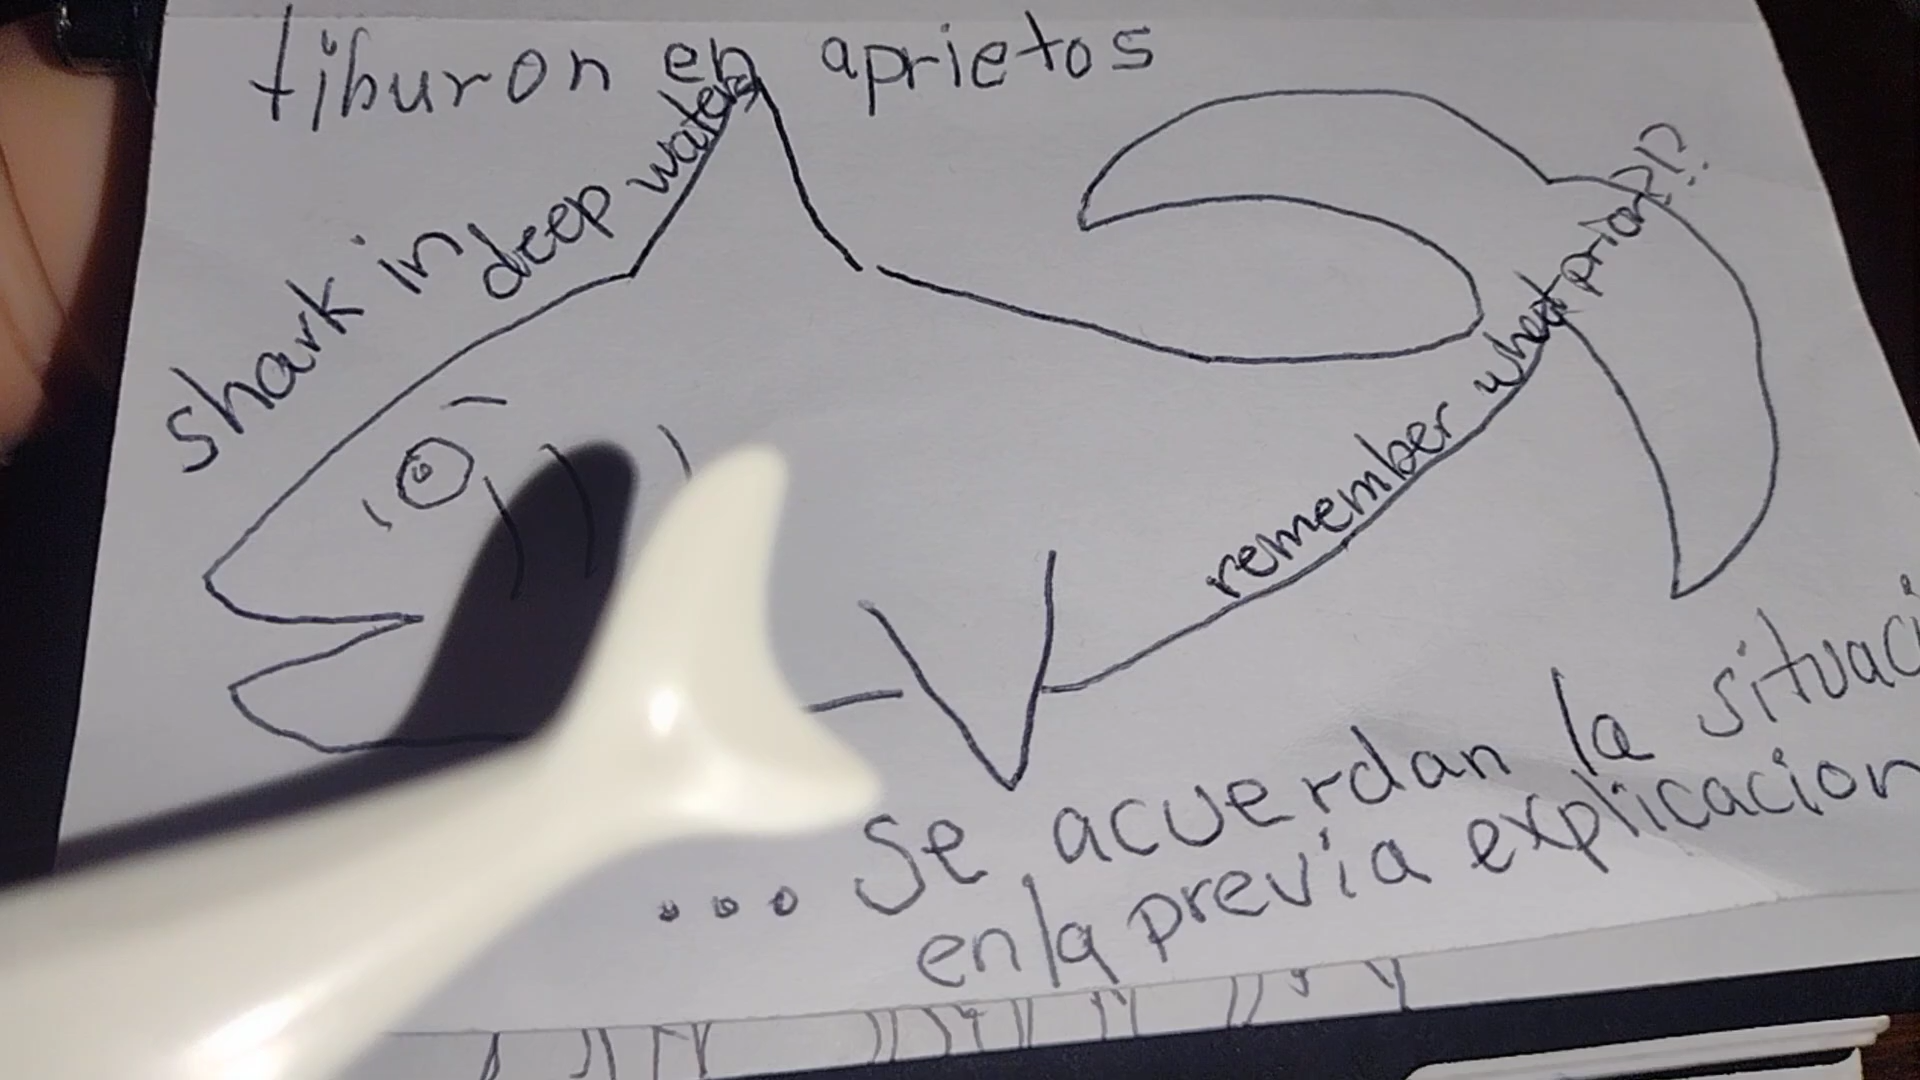 tiburon en aprietos
shark in deep waters
remember what prior?!?
... Se acuerdan la situaci
en la previa explicacion